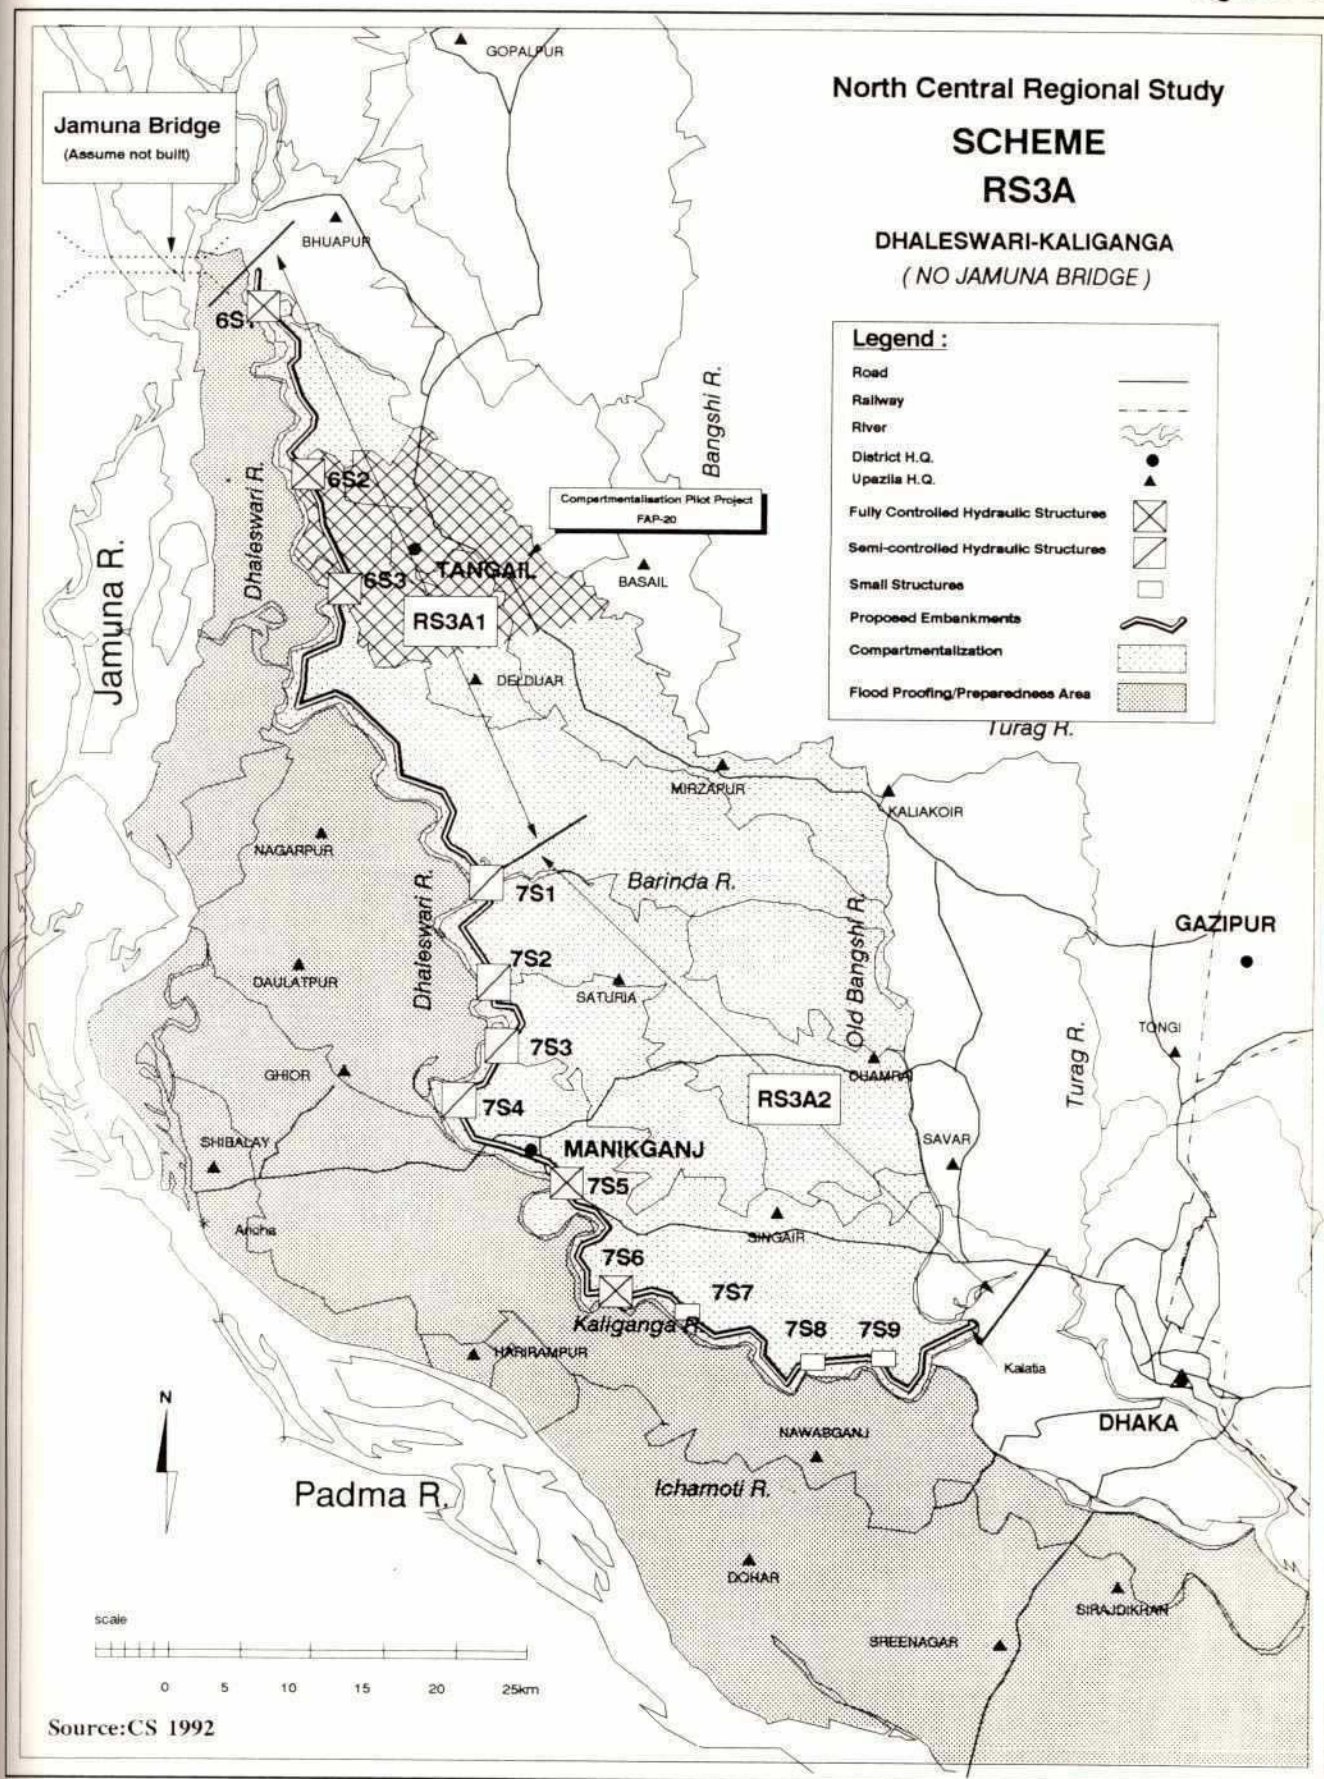 GOPALPUR
North Central Regional Study
SCHEME
RS3A
DHALESWARI-KALIGANGA
( NO JAMUNA BRIDGE )
Jamuna Bridge
(Assume not built)
BHUAPUR
Legend :
Road
Railway
River
District H.Q.
Upazila H.Q.
Fully Controlled Hydraulic Structures
Semi-controlled Hydraulic Structures
Small Structures
Proposed Embankments
Compartmentalization
Flood Proofing/Preparedness Area
6S1
Bangshi R.
Dhaleswari R.
6S2
Compartmentalisation Pilot Project
FAP-20
Jamuna R.
6S3
TANGAIL
BASAIL
RS3A1
DELDUAR
Turag R.
MIRZAPUR
KALIAKOIR
NAGARPUR
7S1
Barinda R.
Dhaleswari R.
Old Bangshi R.
GAZIPUR
7S2
DAULATPUR
SATURIA
TONGI
7S3
Turag R.
GHIOR
DHAMRAI
7S4
RS3A2
SHIBALAY
MANIKGANJ
SAVAR
7S5
Aricha
SINGAIR
7S6
7S7
Kaliganga R
7S8
7S9
HARIRAMPUR
Kalatia
N
DHAKA
NAWABGANJ
Padma R.
Ichamoti R.
DOHAR
SIRAJDIKHAN
SREENAGAR
scale
0 5 10 15 20 25km
Source:CS 1992